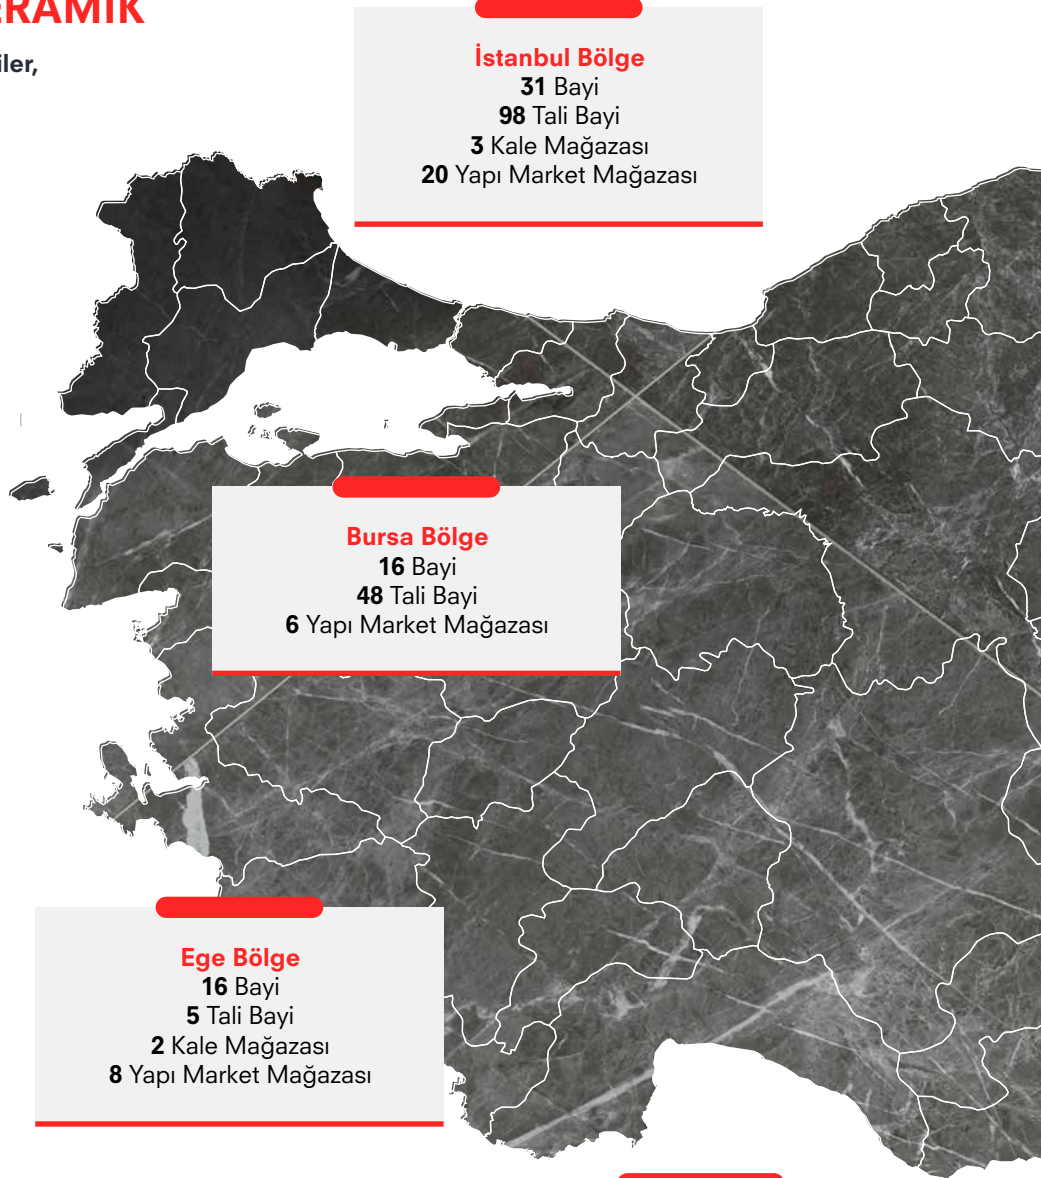 ERAMİK
iler,
İstanbul Bölge
31 Bayi
98 Tali Bayi
3 Kale Mağazası
20 Yapı Market Mağazası
Bursa Bölge
16 Bayi
48 Tali Bayi
6 Yapı Market Mağazası
Ege Bölge
16 Bayi
5 Tali Bayi
2 Kale Mağazası
8 Yapı Market Mağazası